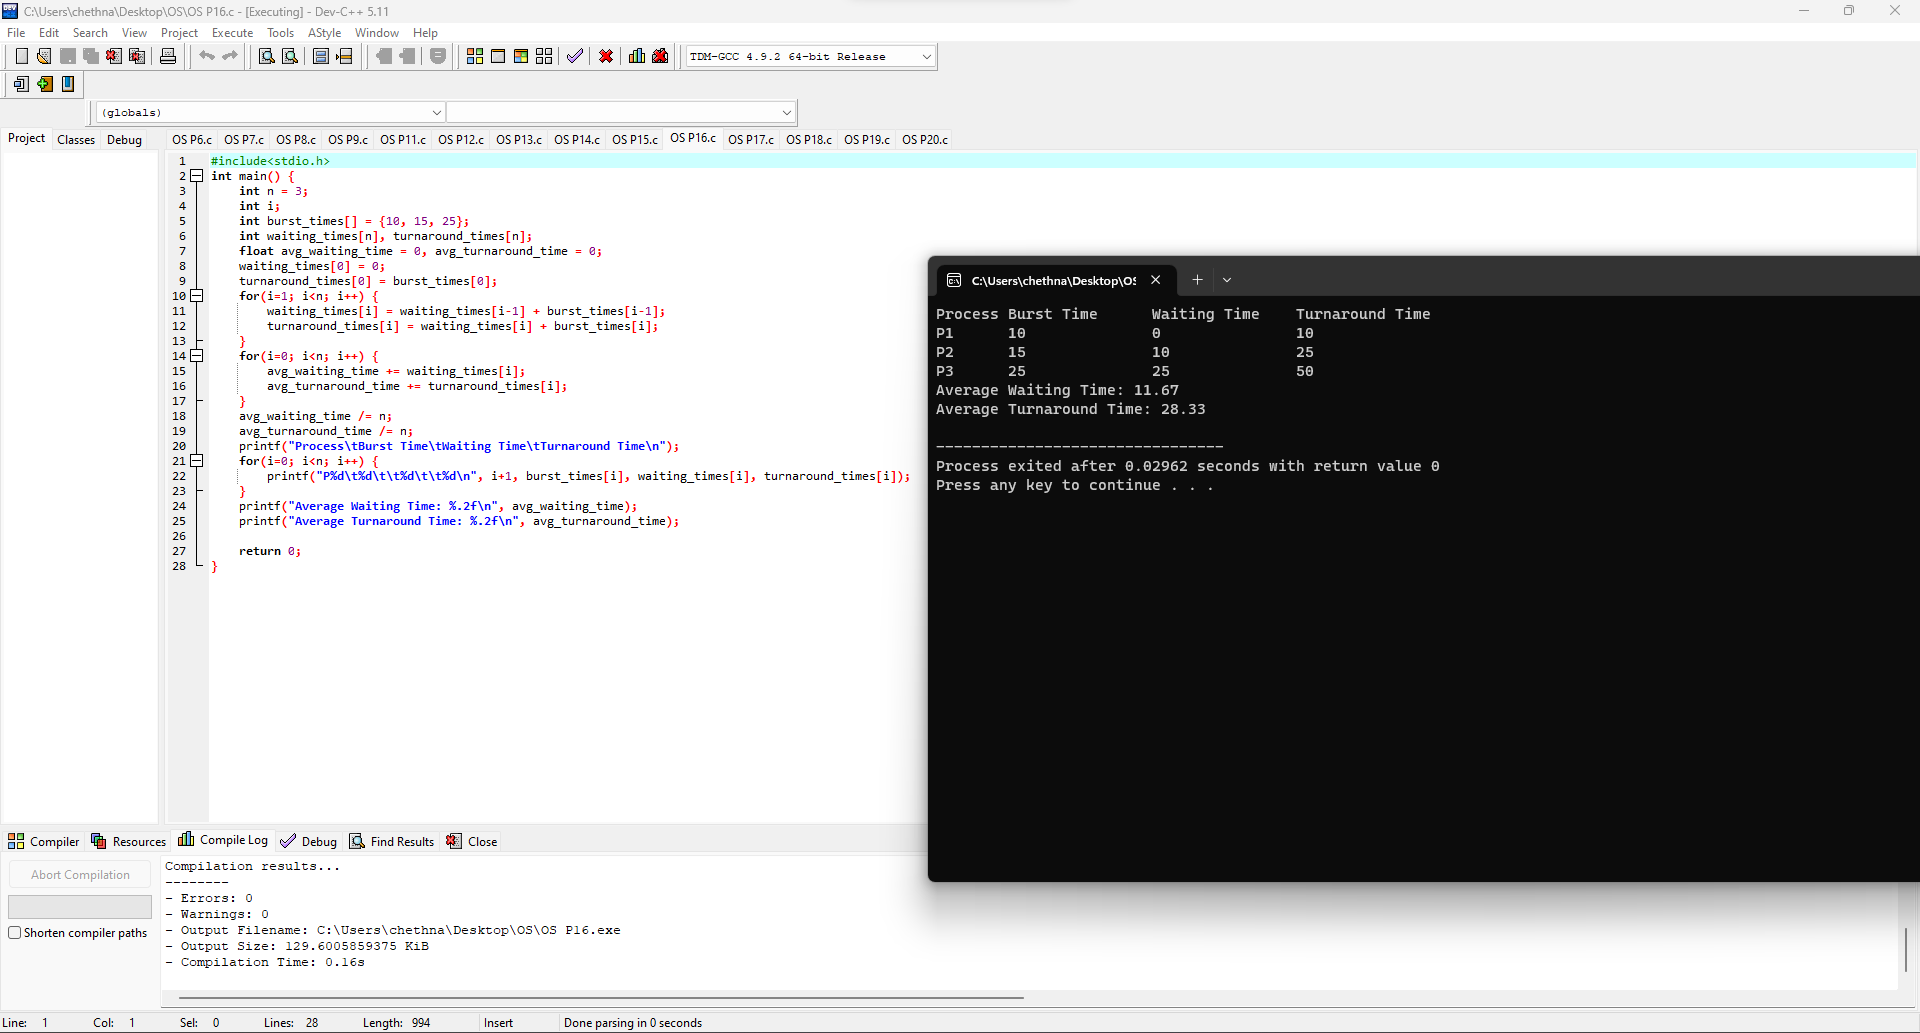 C:\Users\chethna\Desktop\OS\OS P16.c - [Executing] - Dev-C++ 5.11
File Edit Search View Project Execute Tools AStyle Window Help
TDM-GCC 4.9.2 64-bit Release
(globals)
Project Classes Debug
OS P6.c OS P7.c OS P8.c OS P9.c OS P11.c OS P12.c OS P13.c OS P14.c OS P15.c OS P16.c OS P17.c OS P18.c OS P19.c OS P20.c
1 #include<stdio.h>
2 int main() {
3 int n = 3;
4 int i;
5 int burst_times[] = {10, 15, 25};
6 int waiting_times[n], turnaround_times[n];
7 float avg_waiting_time = 0, avg_turnaround_time = 0;
8 waiting_times[0] = 0;
9 turnaround_times[0] = burst_times[0];
10 for(i=1; i<n; i++) {
11 waiting_times[i] = waiting_times[i-1] + burst_times[i-1];
12 turnaround_times[i] = waiting_times[i] + burst_times[i];
13 }
14 for(i=0; i<n; i++) {
15 avg_waiting_time += waiting_times[i];
16 avg_turnaround_time += turnaround_times[i];
17 }
18 avg_waiting_time /= n;
19 avg_turnaround_time /= n;
20 printf("Process\tBurst Time\tWaiting Time\tTurnaround Time\n");
21 for(i=0; i<n; i++) {
22 printf("P%d\t%d\t\t%d\t\t%d\n", i+1, burst_times[i], waiting_times[i], turnaround_times[i]);
23 }
24 printf("Average Waiting Time: %.2f\n", avg_waiting_time);
25 printf("Average Turnaround Time: %.2f\n", avg_turnaround_time);
26
27 return 0;
28 }
C:\Users\chethna\Desktop\OS
Process Burst Time Waiting Time Turnaround Time
P1 10 0 10
P2 15 10 25
P3 25 25 50
Average Waiting Time: 11.67
Average Turnaround Time: 28.33
--------------------------------
Process exited after 0.02962 seconds with return value 0
Press any key to continue . . .
Compiler Resources Compile Log Debug Find Results Close
Abort Compilation
Shorten compiler paths
Compilation results...
--------
- Errors: 0
- Warnings: 0
- Output Filename: C:\Users\chethna\Desktop\OS\OS P16.exe
- Output Size: 129.6005859375 KiB
- Compilation Time: 0.16s
Line: 1 Col: 1 Sel: 0 Lines: 28 Length: 994 Insert Done parsing in 0 seconds